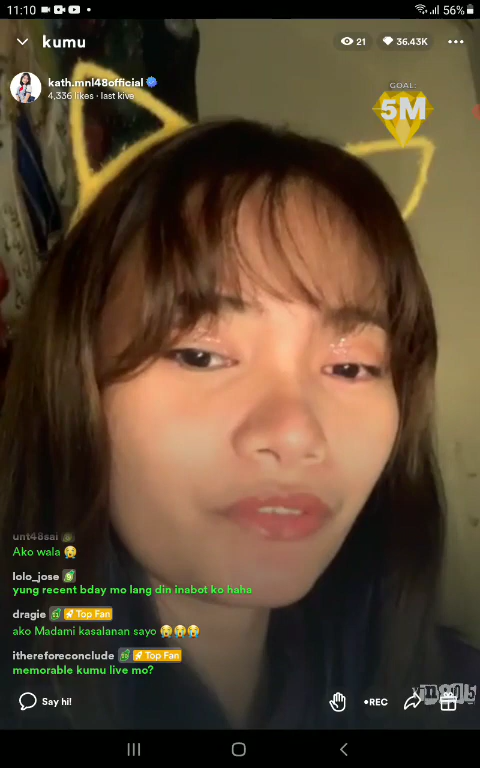 11:10
56%
kumu
21
36.43K
kath.mnl48official
4,336 likes · last kive
GOAL:
5M
unt48sai
Ako wala 😭
lolo_jose
yung recent bday mo lang din inabot ko haha
dragie Top Fan
ako Madami kasalanan sayo 😭😭😭
ithereforeconclude Top Fan
memorable kumu live mo?
Say hi!
•REC